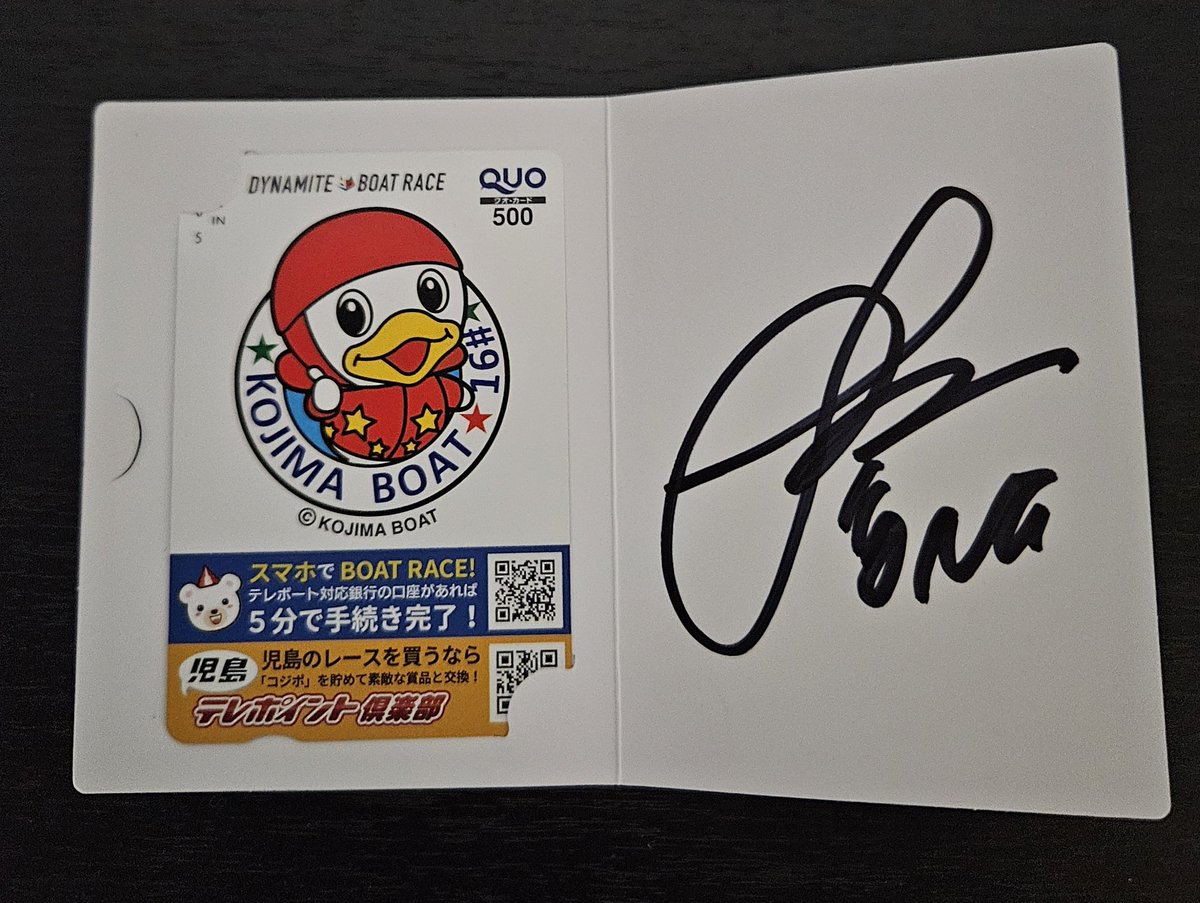 DYNAMITE BOAT RACE
QUO
クオ・カード
500
IN
5
KOJIMA BOAT 16#
©KOJIMA BOAT
スマホで BOAT RACE!
テレポート対応銀行の口座があれば
5分で手続き完了！
児島
児島のレースを買うなら
「コジポ」を貯めて素敵な賞品と交換！
テレポイント倶楽部